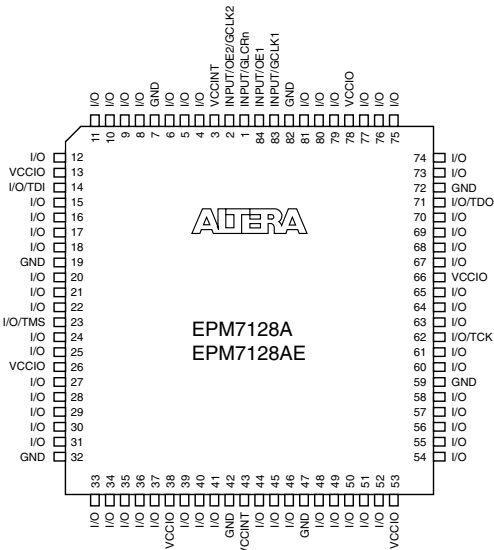 I/O I/O I/O I/O GND I/O I/O I/O VCCINT INPUT/OE2/GCLK2 INPUT/GLCRn INPUT/OE1 INPUT/GCLK1 GND I/O I/O I/O VCCIO I/O I/O I/O
11 10 9 8 7 6 5 4 3 2 1 84 83 82 81 80 79 78 77 76 75
I/O 12 74 I/O
VCCIO 13 73 I/O
I/O/TDI 14 72 GND
I/O 15 71 I/O/TDO
I/O 16 70 I/O
I/O 17 69 I/O
I/O 18 68 I/O
GND 19 67 I/O
I/O 20 66 VCCIO
I/O 21 65 I/O
I/O 22 64 I/O
I/O/TMS 23 63 I/O
I/O 24 62 I/O/TCK
I/O 25 61 I/O
VCCIO 26 60 I/O
I/O 27 59 GND
I/O 28 58 I/O
I/O 29 57 I/O
I/O 30 56 I/O
I/O 31 55 I/O
GND 32 54 I/O
ALTERA
EPM7128A
EPM7128AE
33 34 35 36 37 38 39 40 41 42 43 44 45 46 47 48 49 50 51 52 53
I/O I/O I/O I/O I/O VCCIO I/O I/O I/O GND VCCINT I/O I/O I/O GND I/O I/O I/O I/O I/O VCCIO